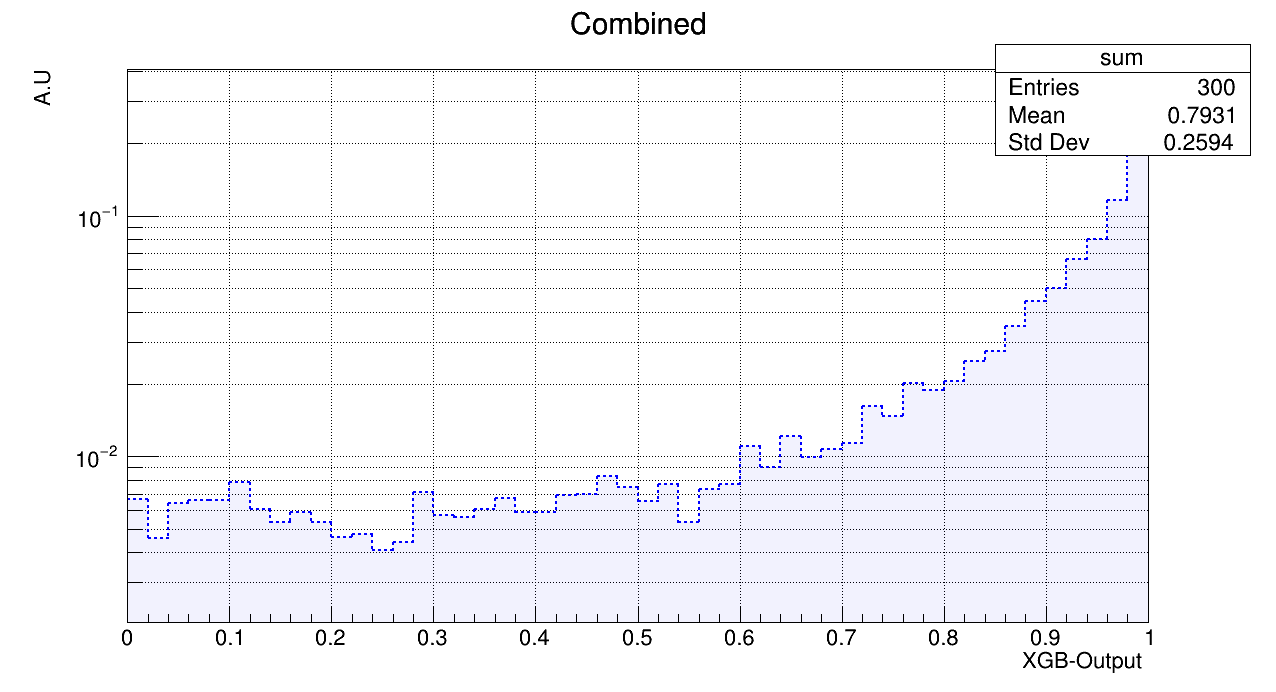 Combined
A.U
sum
Entries 300
Mean 0.7931
Std Dev 0.2594
10⁻¹
10⁻²
0 0.1 0.2 0.3 0.4 0.5 0.6 0.7 0.8 0.9 1
XGB-Output